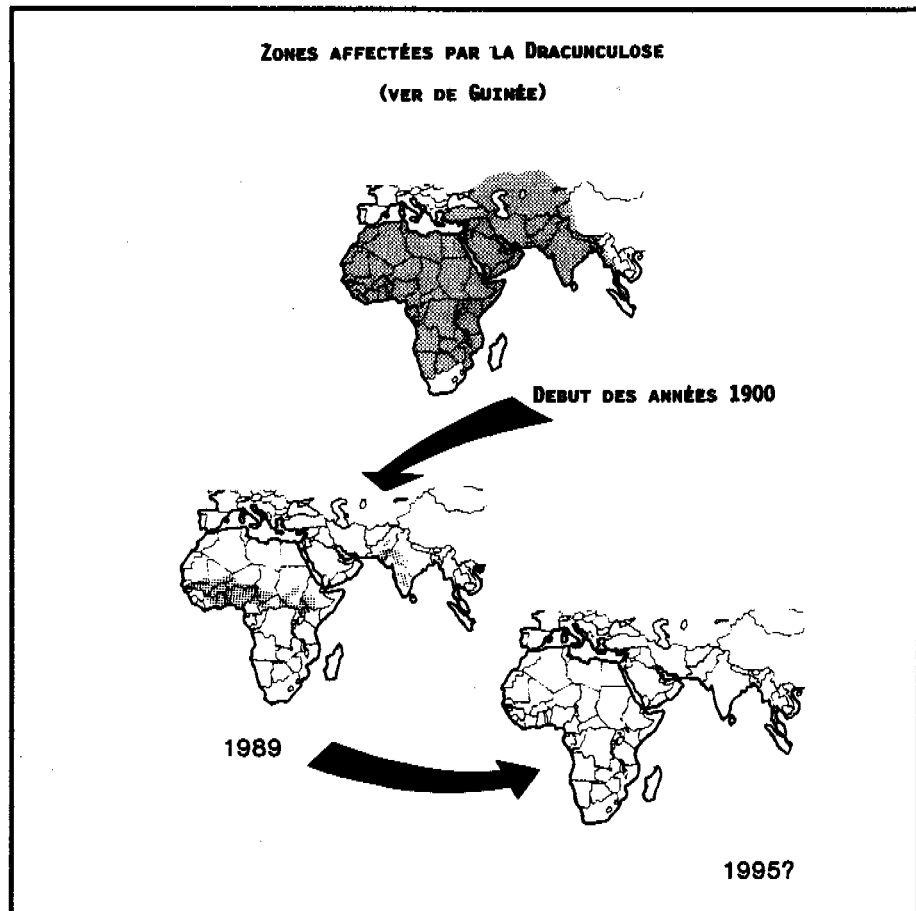 ZONES AFFECTÉES PAR LA DRACUNCULOSE
(VER DE GUINÉE)
DEBUT DES ANNÉES 1900
1989
1995?